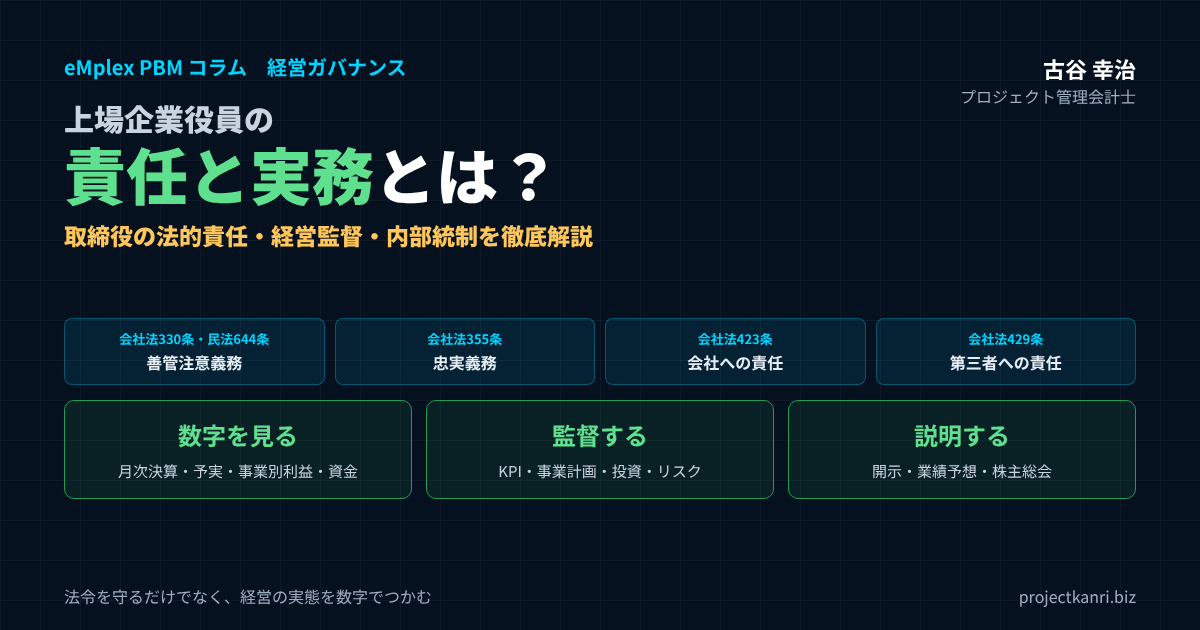 eMplex PBM コラム　経営ガバナンス
古谷 幸治
プロジェクト管理会計士
上場企業役員の
責任と実務とは？
取締役の法的責任・経営監督・内部統制を徹底解説
会社法330条・民法644条
善管注意義務
会社法355条
忠実義務
会社法423条
会社への責任
会社法429条
第三者への責任
数字を見る
月次決算・予実・事業別利益・資金
監督する
KPI・事業計画・投資・リスク
説明する
開示・業績予想・株主総会
法令を守るだけでなく、経営の実態を数字でつかむ
projectkanri.biz